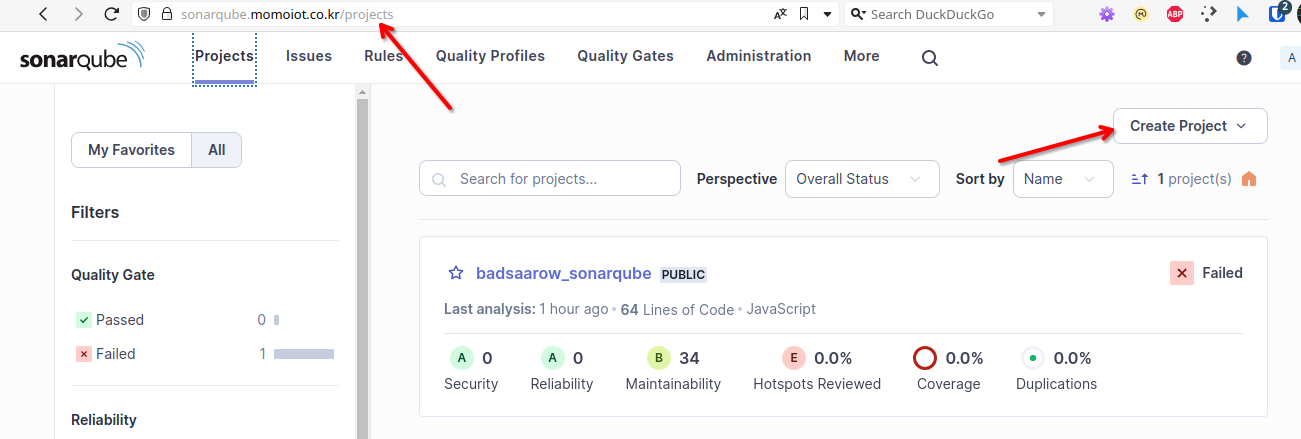 sonarqube.momoiot.co.kr/projects
Search DuckDuckGo
ABP
2
sonarqube Projects Issues Rules Quality Profiles Quality Gates Administration More ? A
My Favorites All
Create Project
Search for projects... Perspective Overall Status Sort by Name 1 project(s)
Filters
Quality Gate
Passed 0
Failed 1
Reliability
badsaarow_sonarqube PUBLIC Failed
Last analysis: 1 hour ago • 64 Lines of Code • JavaScript
A 0 A 0 B 34 E 0.0% 0.0% 0.0%
Security Reliability Maintainability Hotspots Reviewed Coverage Duplications